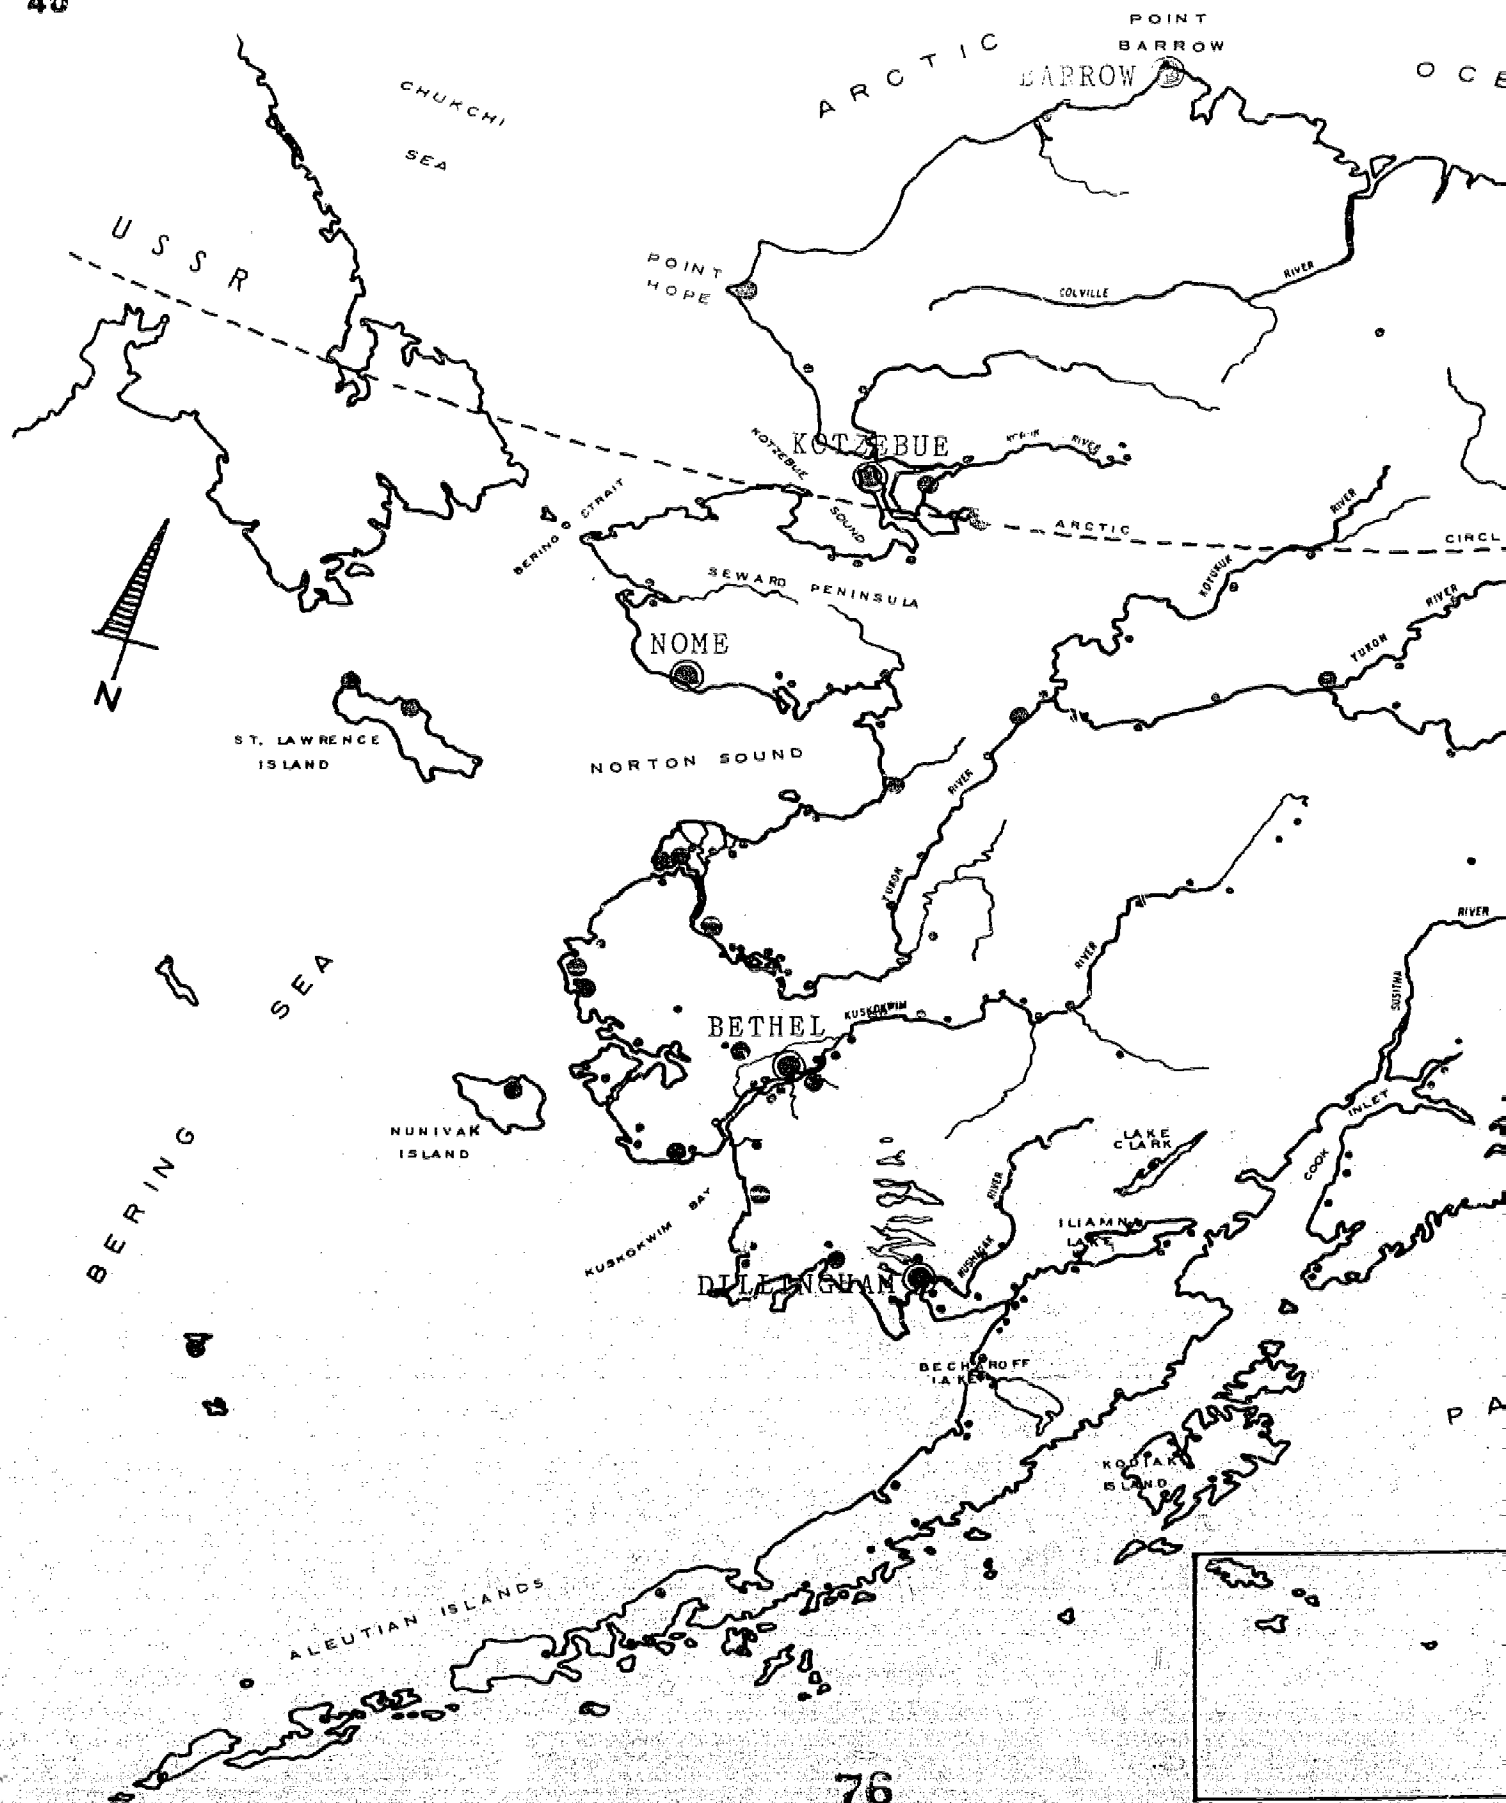 40
POINT
BARROW
ARCTIC
BARROW
OCE
CHUKCHI
SEA
USSR
POINT
HOPE
COLVILLE
RIVER
KOTZEBUE
KOTZEBUE
SOUND
RIVER
BERING STRAIT
ARCTIC
CIRCL
RIVER
KOYUKUK
SEWARD PENINSULA
RIVER
YUKON
NOME
N
ST. LAWRENCE
ISLAND
NORTON SOUND
RIVER
YUKON
RIVER
RIVER
SUSITNA
BERING SEA
KUSKOKWIM
BETHEL
NUNIVAK
ISLAND
COOK INLET
LAKE
CLARK
RIVER
KUSKOKWIM BAY
ILIAMNA
LAKE
DILLINGHAM
BECHAROFF
LAKE
PA
KODIAK
ISLAND
ALEUTIAN ISLANDS
76